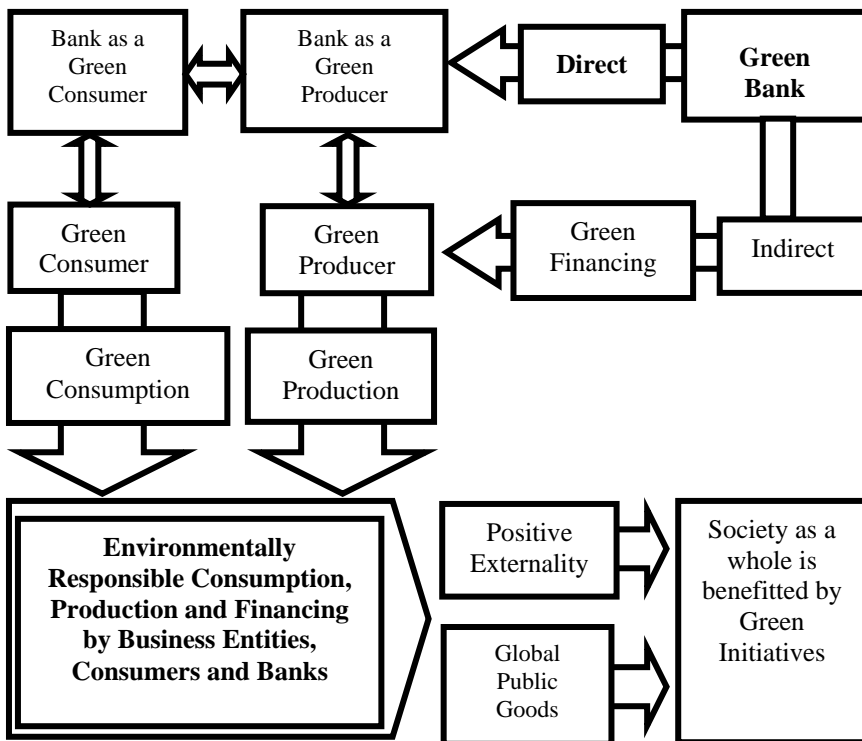 Bank as a
Green
Consumer
Bank as a
Green
Producer
Direct
Green
Bank
Green
Consumer
Green
Producer
Green
Financing
Indirect
Green
Consumption
Green
Production
Environmentally
Responsible Consumption,
Production and Financing
by Business Entities,
Consumers and Banks
Positive
Externality
Global
Public
Goods
Society as a
whole is
benefitted by
Green
Initiatives